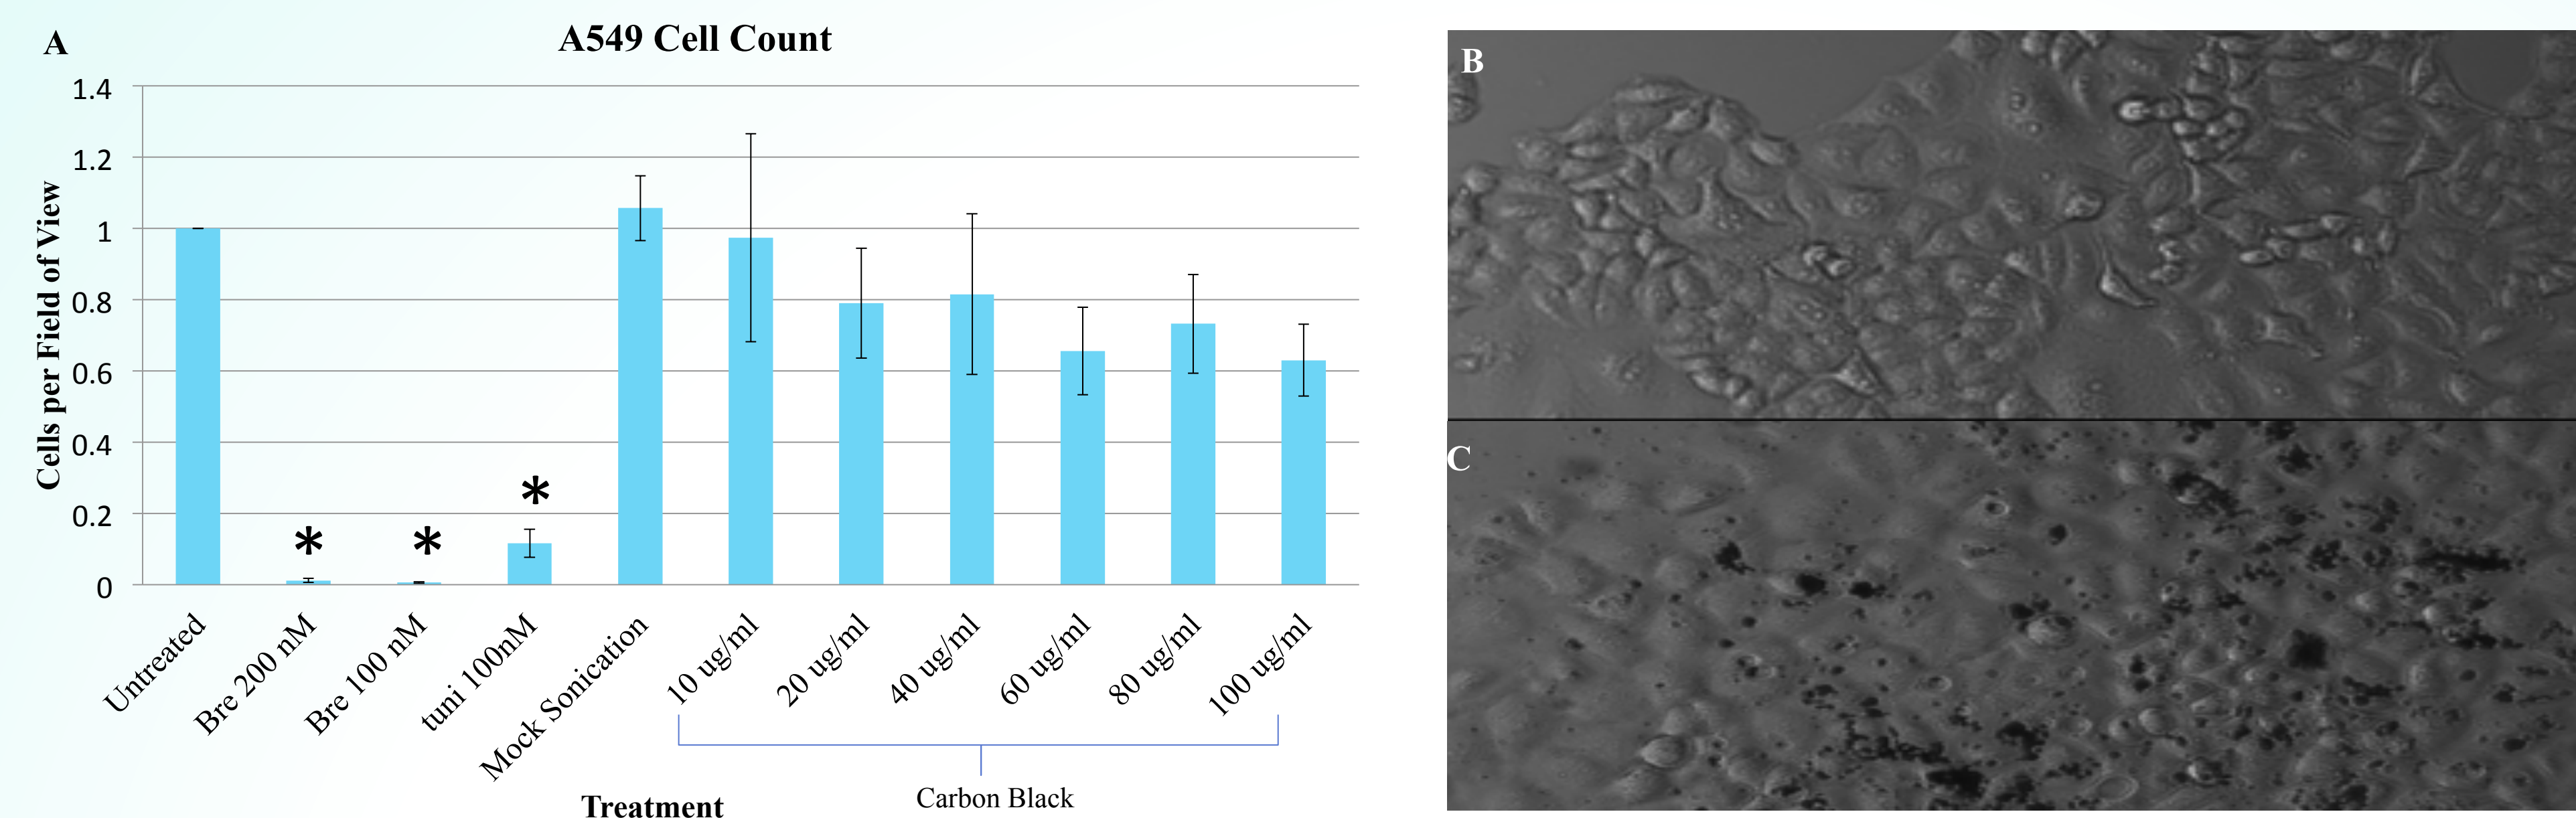 A
A549 Cell Count
Cells per Field of View
1.4
1.2
1
0.8
0.6
0.4
0.2
0
*
*
*
Untreated
Bre 200 nM
Bre 100 nM
tuni 100nM
Mock Sonication
10 ug/ml
20 ug/ml
40 ug/ml
60 ug/ml
80 ug/ml
100 ug/ml
Carbon Black
Treatment
B
C